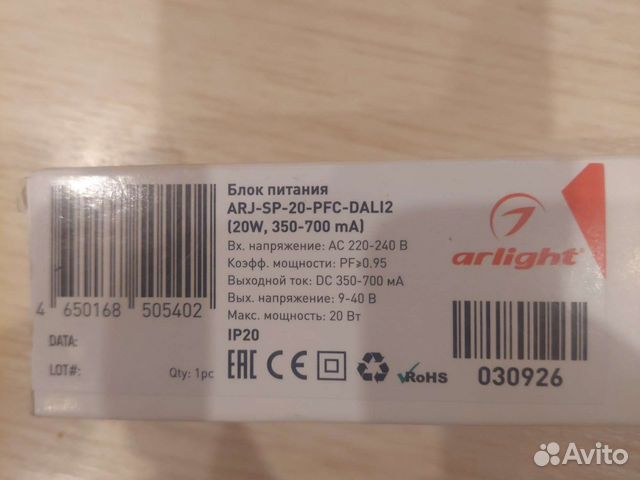 Блок питания
ARJ-SP-20-PFC-DALI2
(20W, 350-700 mA)
Вх. напряжение: AC 220-240 В
Коэфф. мощности: PF≥0.95
Выходной ток: DC 350-700 мА
Вых. напряжение: 9-40 В
Макс. мощность: 20 Вт
IP20
4 650168 505402
DATA:
LOT#:
Qty: 1pc
EAC CE RoHS
arlight
030926
Avito